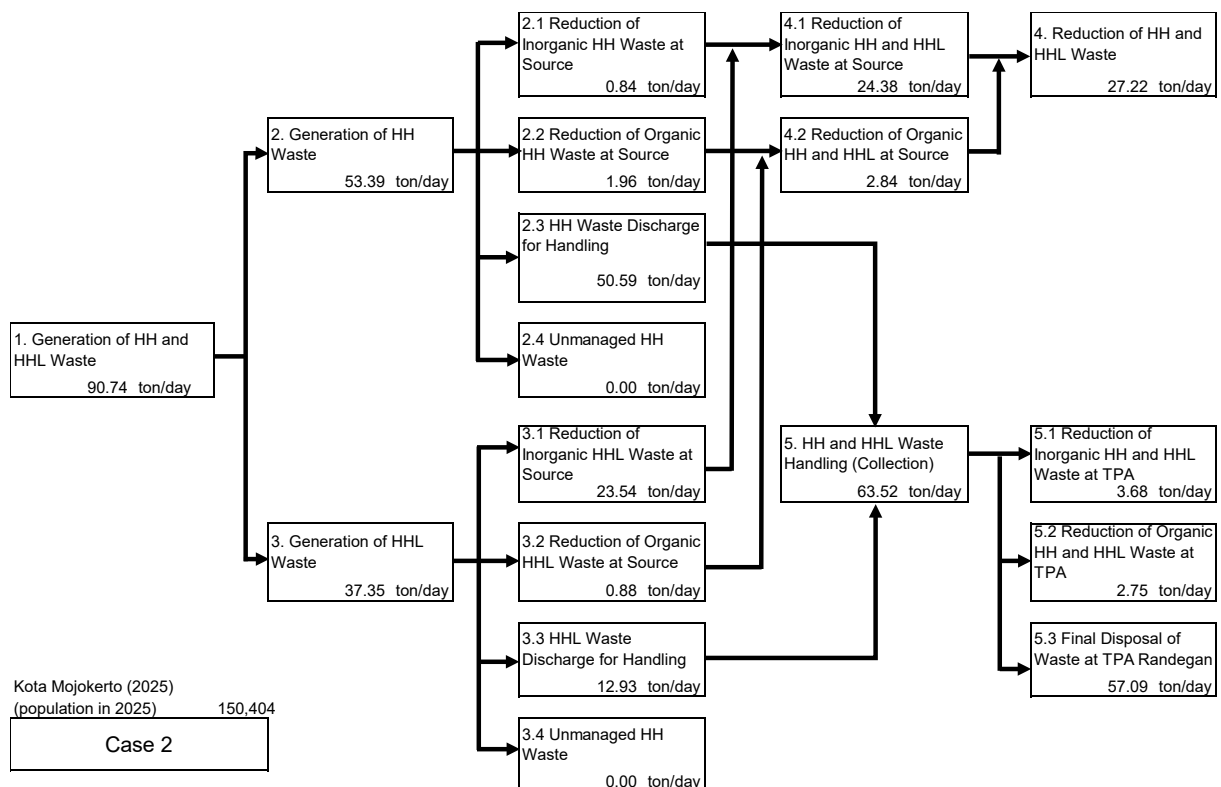 2.1 Reduction of
Inorganic HH Waste at
Source
0.84 ton/day
4.1 Reduction of
Inorganic HH and HHL
Waste at Source
24.38 ton/day
4. Reduction of HH and
HHL Waste
27.22 ton/day
2. Generation of HH
Waste
53.39 ton/day
2.2 Reduction of Organic
HH Waste at Source
1.96 ton/day
4.2 Reduction of Organic
HH and HHL at Source
2.84 ton/day
2.3 HH Waste Discharge
for Handling
50.59 ton/day
1. Generation of HH and
HHL Waste
90.74 ton/day
2.4 Unmanaged HH
Waste
0.00 ton/day
3.1 Reduction of
Inorganic HHL Waste at
Source
23.54 ton/day
5. HH and HHL Waste
Handling (Collection)
63.52 ton/day
5.1 Reduction of
Inorganic HH and HHL
Waste at TPA
3.68 ton/day
3. Generation of HHL
Waste
37.35 ton/day
3.2 Reduction of Organic
HHL Waste at Source
0.88 ton/day
5.2 Reduction of Organic
HH and HHL Waste at
TPA
2.75 ton/day
3.3 HHL Waste
Discharge for Handling
12.93 ton/day
5.3 Final Disposal of
Waste at TPA Randegan
57.09 ton/day
Kota Mojokerto (2025)
(population in 2025) 150,404
Case 2
3.4 Unmanaged HH
Waste
0.00 ton/day